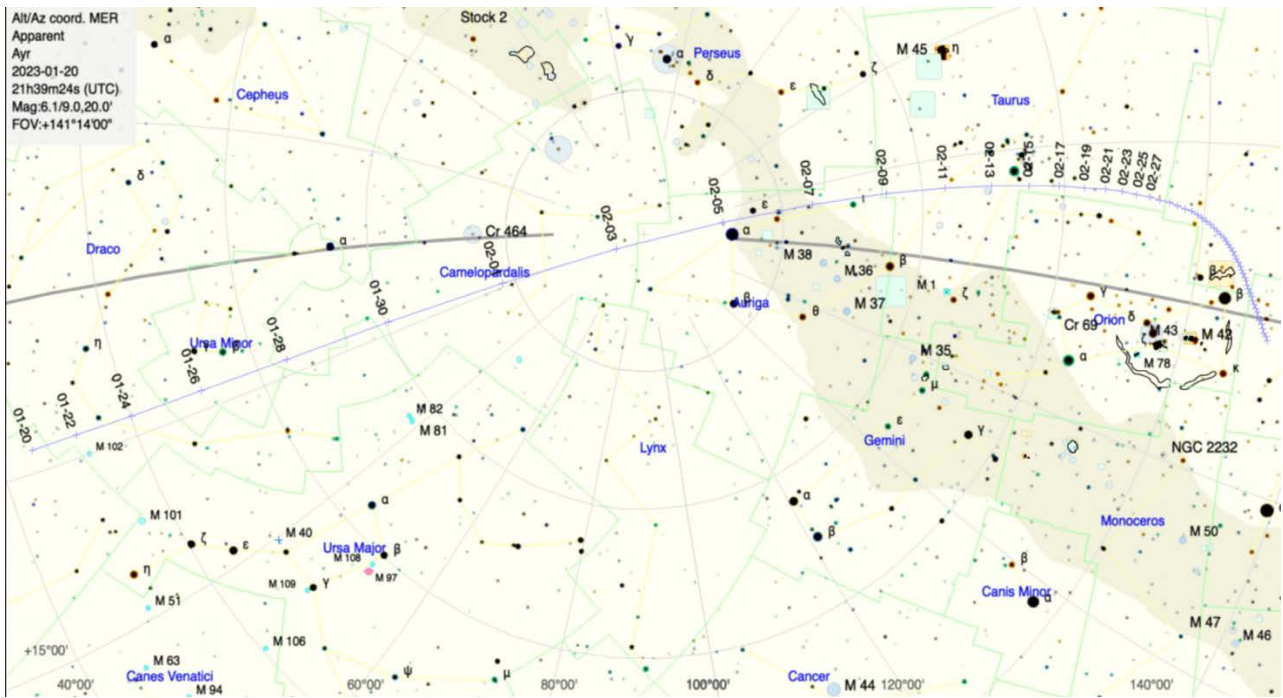 Alt/Az coord. MER
Apparent
Ayr
2023-01-20
21h39m24s (UTC)
Mag:6.1/9.0,20.0'
FOV:+141°14'00"
Stock 2
α
γ
α
Perseus
δ
ε
ζ
M 45
η
Taurus
Cepheus
δ
Draco
α
Cr 464
Camelopardalis
η
Ursa Minor
γ
β
01-20
01-22
01-24
01-26
01-28
01-30
02-03
02-05
02-07
02-09
02-11
02-13
02-15
02-17
02-19
02-21
02-23
02-25
02-27
ε
ι
α
M 38
M 36
β
M 37
M 1
ζ
β
Auriga
θ
γ
Cr 69
Orion
δ
ζ
M 43
M 42
M 78
β
β
κ
α
M 35
μ
ε
γ
Gemini
NGC 2232
M 102
M 82
M 81
Lynx
M 101
α
α
β
Monoceros
M 50
ζ
ε
M 40
Ursa Major
β
M 108
M 97
η
M 109
γ
M 51
β
Canis Minor
α
M 47
M 46
M 106
+15°00'
M 63
Canes Venatici
M 94
ψ
μ
Cancer
M 44
40°00'
60°00'
80°00'
100°00'
120°00'
140°00'